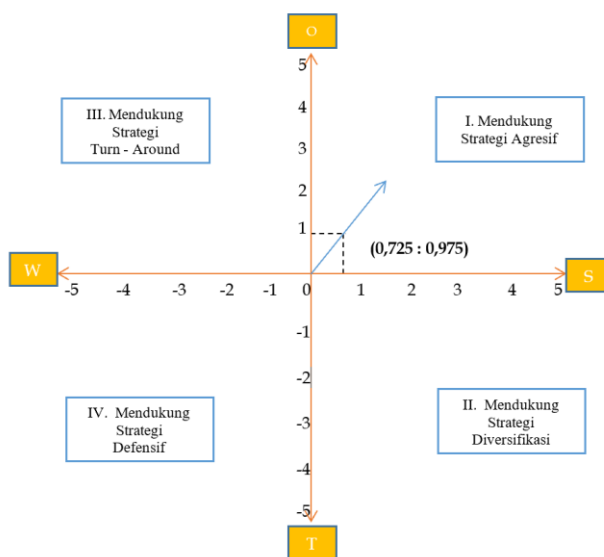 O
5
4
3
2
1
III. Mendukung
Strategi
Turn - Around
I. Mendukung
Strategi Agresif
(0,725 : 0,975)
W
S
-5 -4 -3 -2 -1 0 1 2 3 4 5
-1
-2
-3
-4
-5
IV. Mendukung
Strategi
Defensif
II. Mendukung
Strategi
Diversifikasi
T